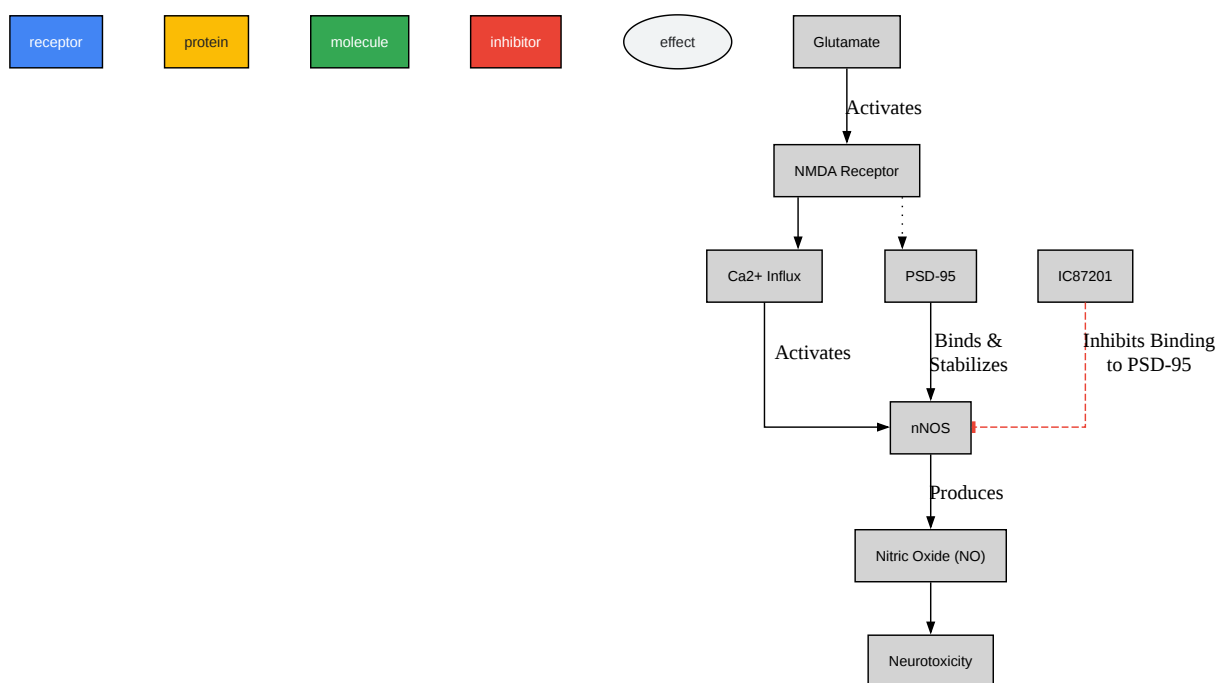 receptor
protein
molecule
inhibitor
effect
Glutamate
Activates
NMDA Receptor
Ca2+ Influx
PSD-95
IC87201
Activates
Binds &
Stabilizes
Inhibits Binding
to PSD-95
nNOS
Produces
Nitric Oxide (NO)
Neurotoxicity